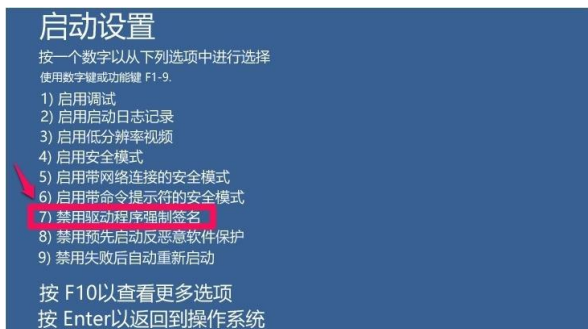 启动设置
按一个数字以从下列选项中进行选择
使用数字键或功能键 F1-9.
1) 启用调试
2) 启用启动日志记录
3) 启用低分辨率视频
4) 启用安全模式
5) 启用带网络连接的安全模式
6) 启用带命令提示符的安全模式
7) 禁用驱动程序强制签名
8) 禁用预先启动反恶意软件保护
9) 禁用失败后自动重新启动
按 F10以查看更多选项
按 Enter以返回到操作系统